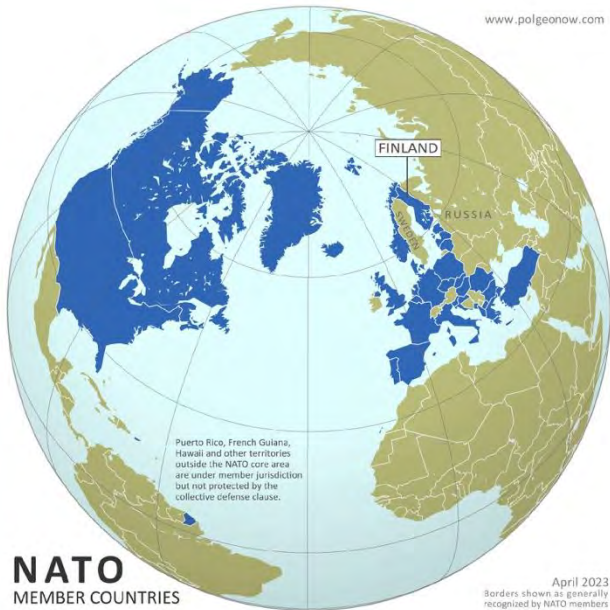 www.polgeonow.com
FINLAND
SWEDEN
RUSSIA
Puerto Rico, French Guiana,
Hawaii and other territories
outside the NATO core area
are under member jurisdiction
but not protected by the
collective defense clause.
NATO
MEMBER COUNTRIES
April 2023
Borders shown as generally
recognized by NATO members